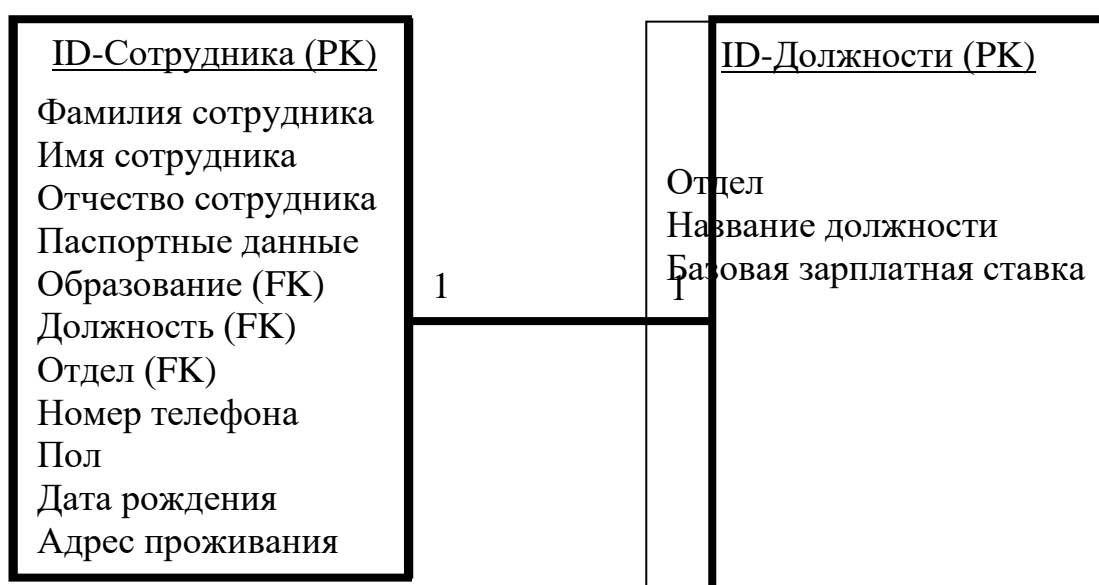 ID-Сотрудника (PK)
Фамилия сотрудника
Имя сотрудника
Отчество сотрудника
Паспортные данные
Образование (FK)
Должность (FK)
Отдел (FK)
Номер телефона
Пол
Дата рождения
Адрес проживания
1
1
ID-Должности (PK)
Отдел
Название должности
Базовая зарплатная ставка